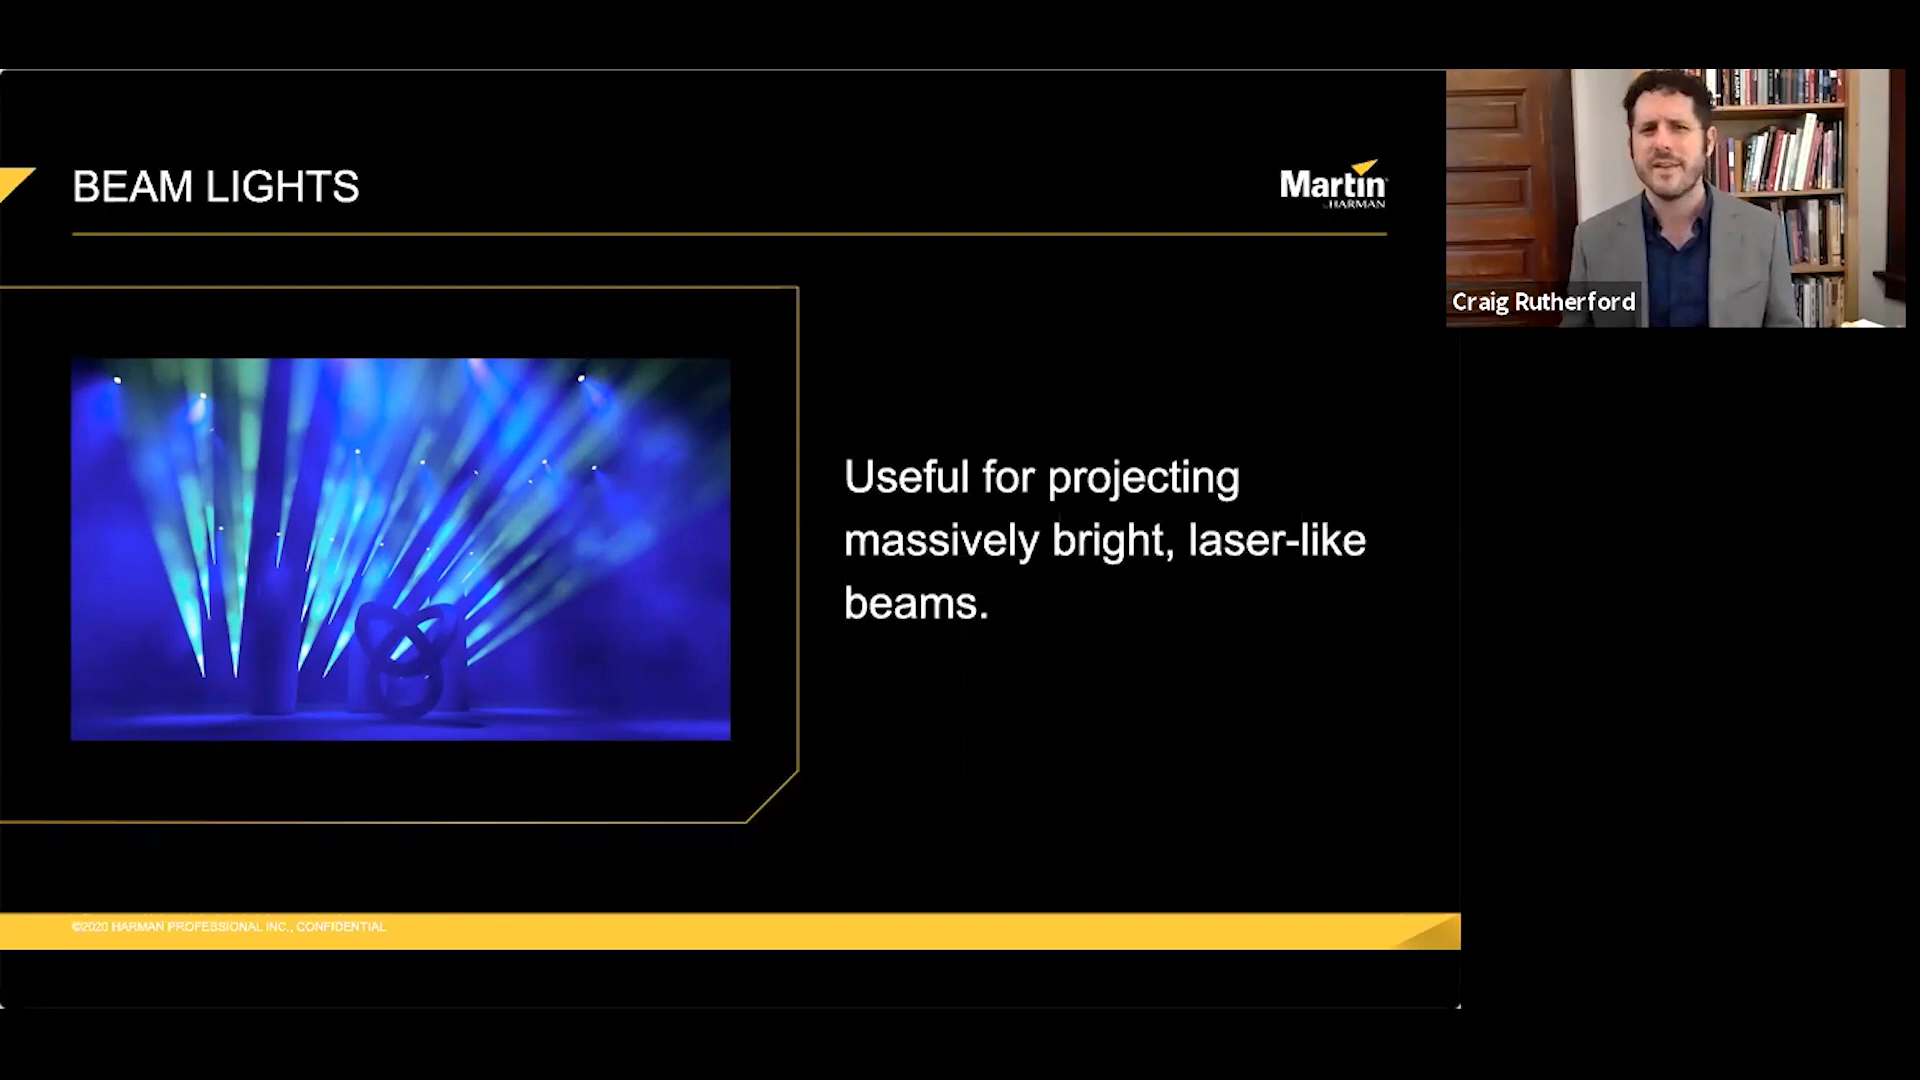 BEAM LIGHTS
Martin
by HARMAN
Craig Rutherford
Useful for projecting
massively bright, laser-like
beams.
©2020 HARMAN PROFESSIONAL INC., CONFIDENTIAL